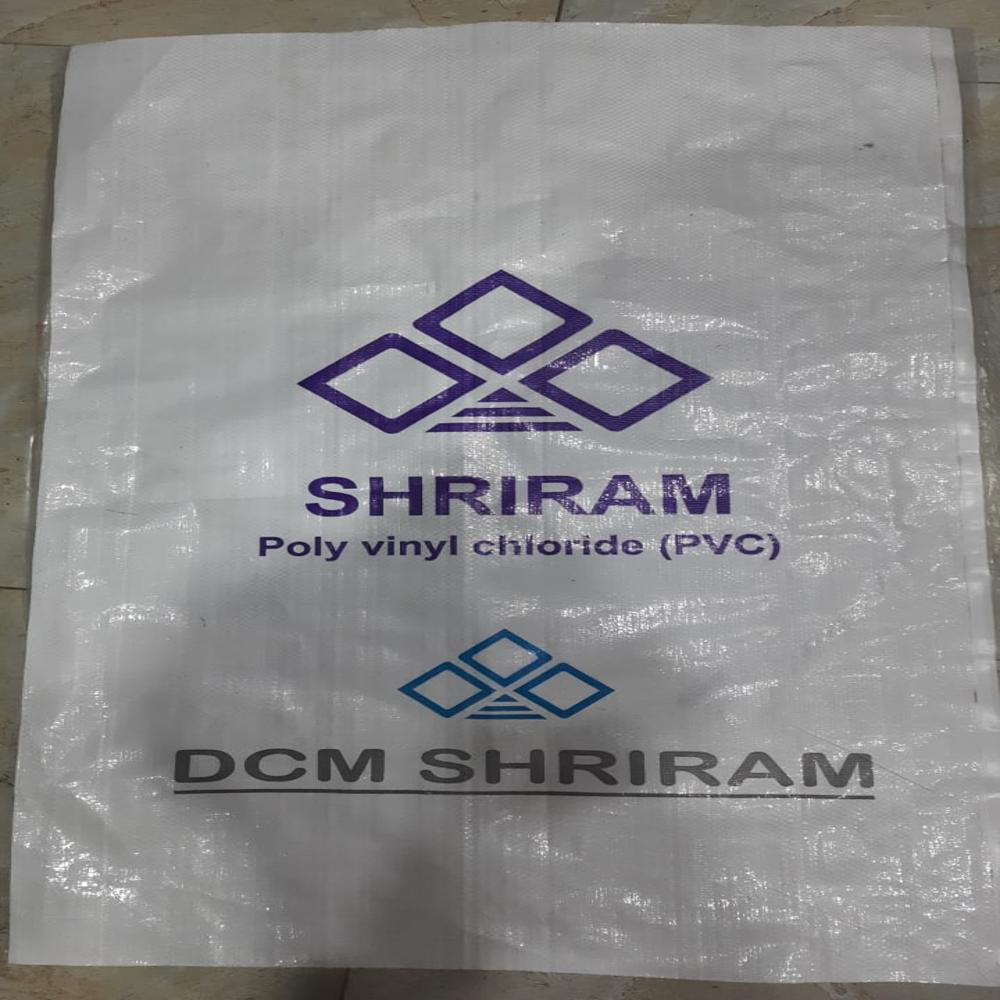 SHRIRAM
Poly vinyl chloride (PVC)
DCM SHRIRAM